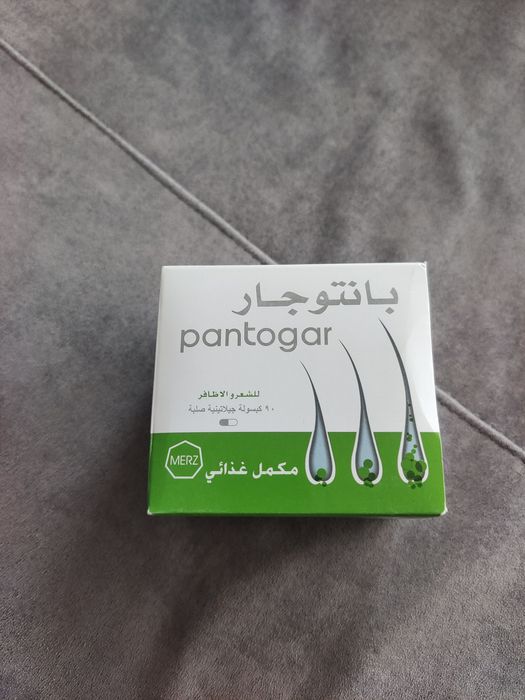 بانتوجار
pantogar
للشعر والاظافر
٩٠ كبسولة جيلاتينية صلبة
MERZ
مكمل غذائي